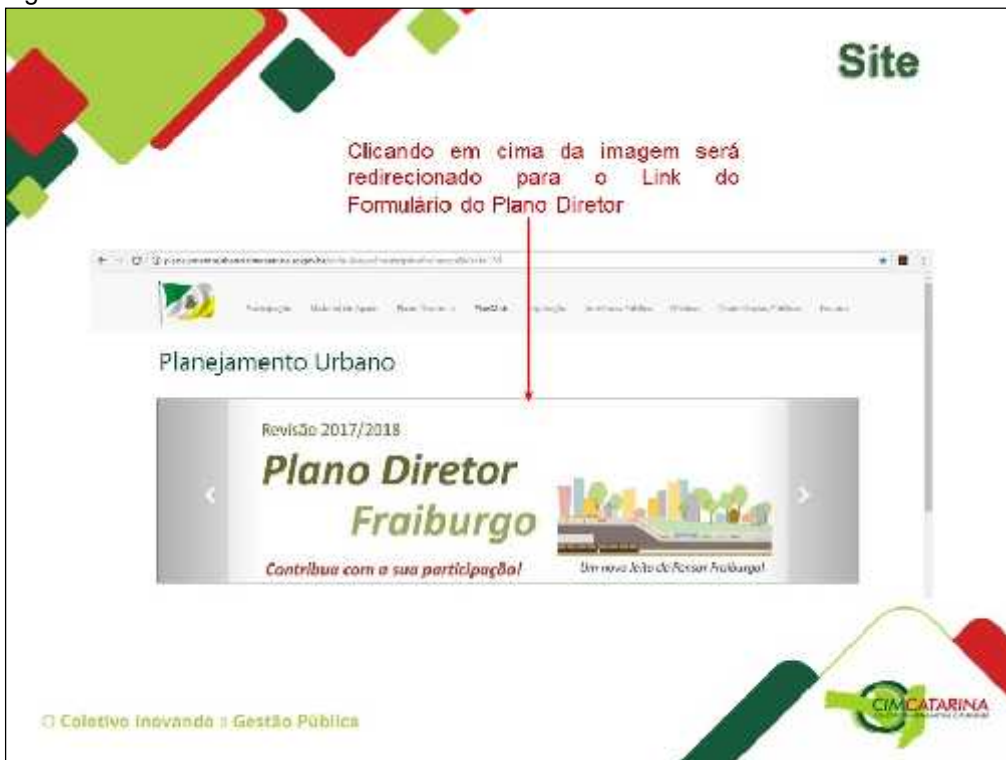 Site
Clicando em cima da imagem será
redirecionado para o Link do
Formulário do Plano Diretor
Planejamento Urbano
Revisão 2017/2018
Plano Diretor
Fraiburgo
Contribua com a sua participação!
Um novo jeito de Pensar Fraiburgo!
O Coletivo Inovando a Gestão Pública
CIMCATARINA